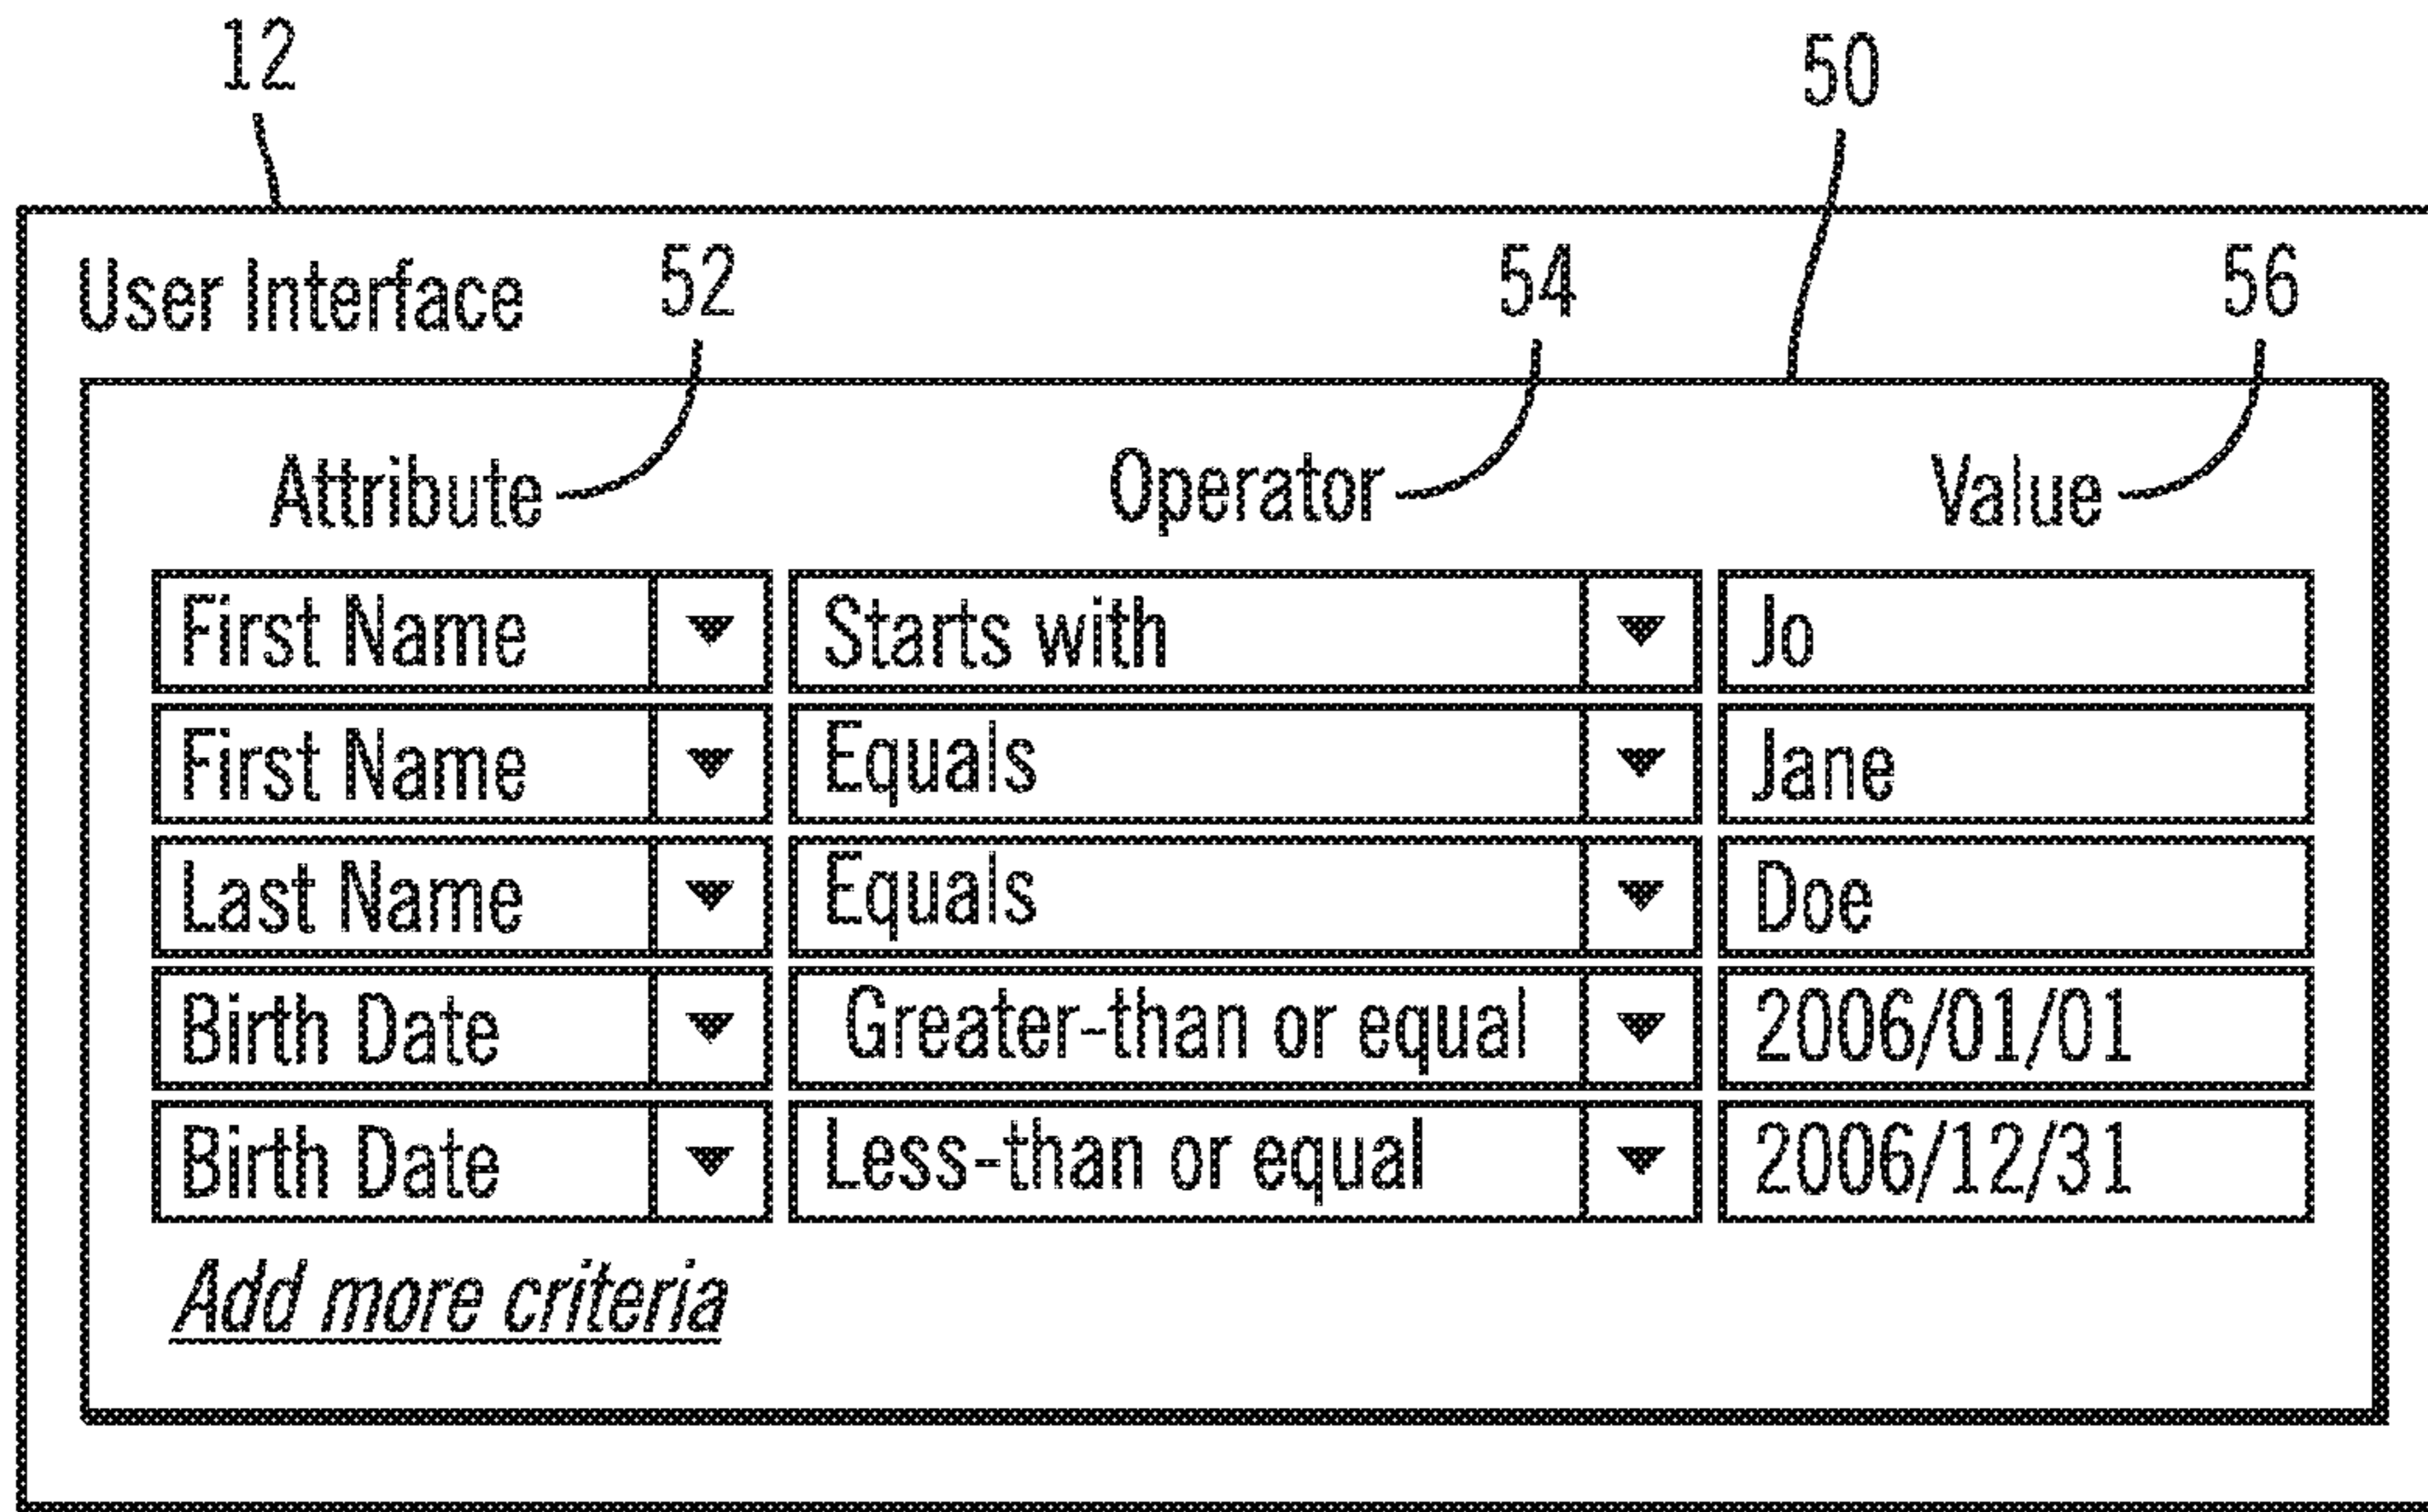 12 50
User Interface 52 54 56
Attribute Operator Value
First Name Starts with Jo
First Name Equals Jane
Last Name Equals Doe
Birth Date Greater-than or equal 2006/01/01
Birth Date Less-than or equal 2006/12/31
Add more criteria